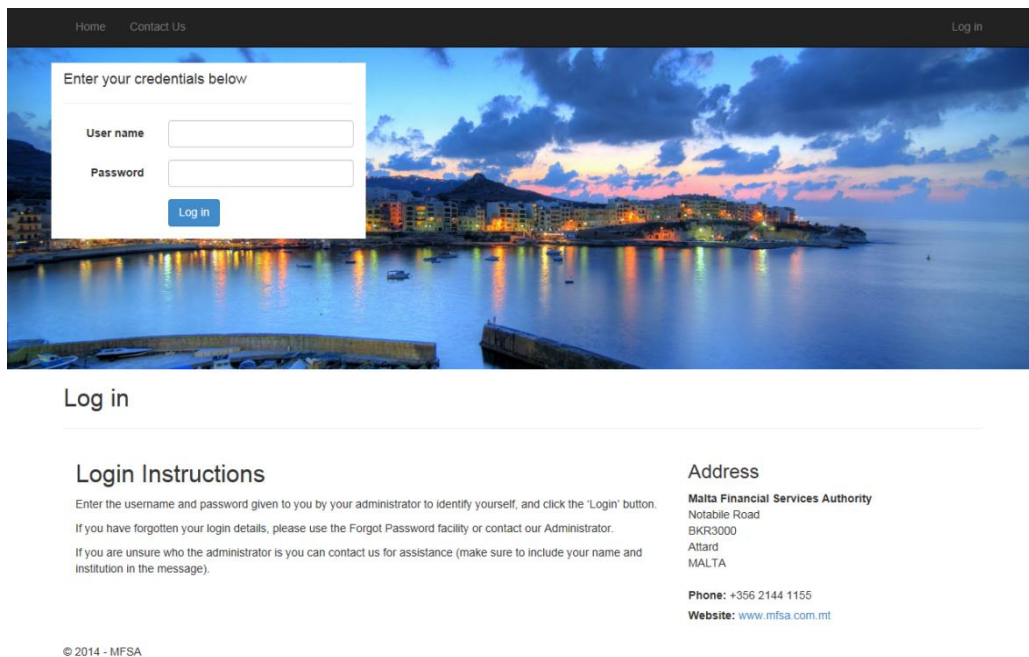 Home Contact Us Log in
Enter your credentials below
User name
Password
Log in
Log in
Login Instructions
Enter the username and password given to you by your administrator to identify yourself, and click the 'Login' button.
If you have forgotten your login details, please use the Forgot Password facility or contact our Administrator.
If you are unsure who the administrator is you can contact us for assistance (make sure to include your name and
institution in the message).
Address
Malta Financial Services Authority
Notabile Road
BKR3000
Attard
MALTA
Phone: +356 2144 1155
Website: www.mfsa.com.mt
© 2014 - MFSA